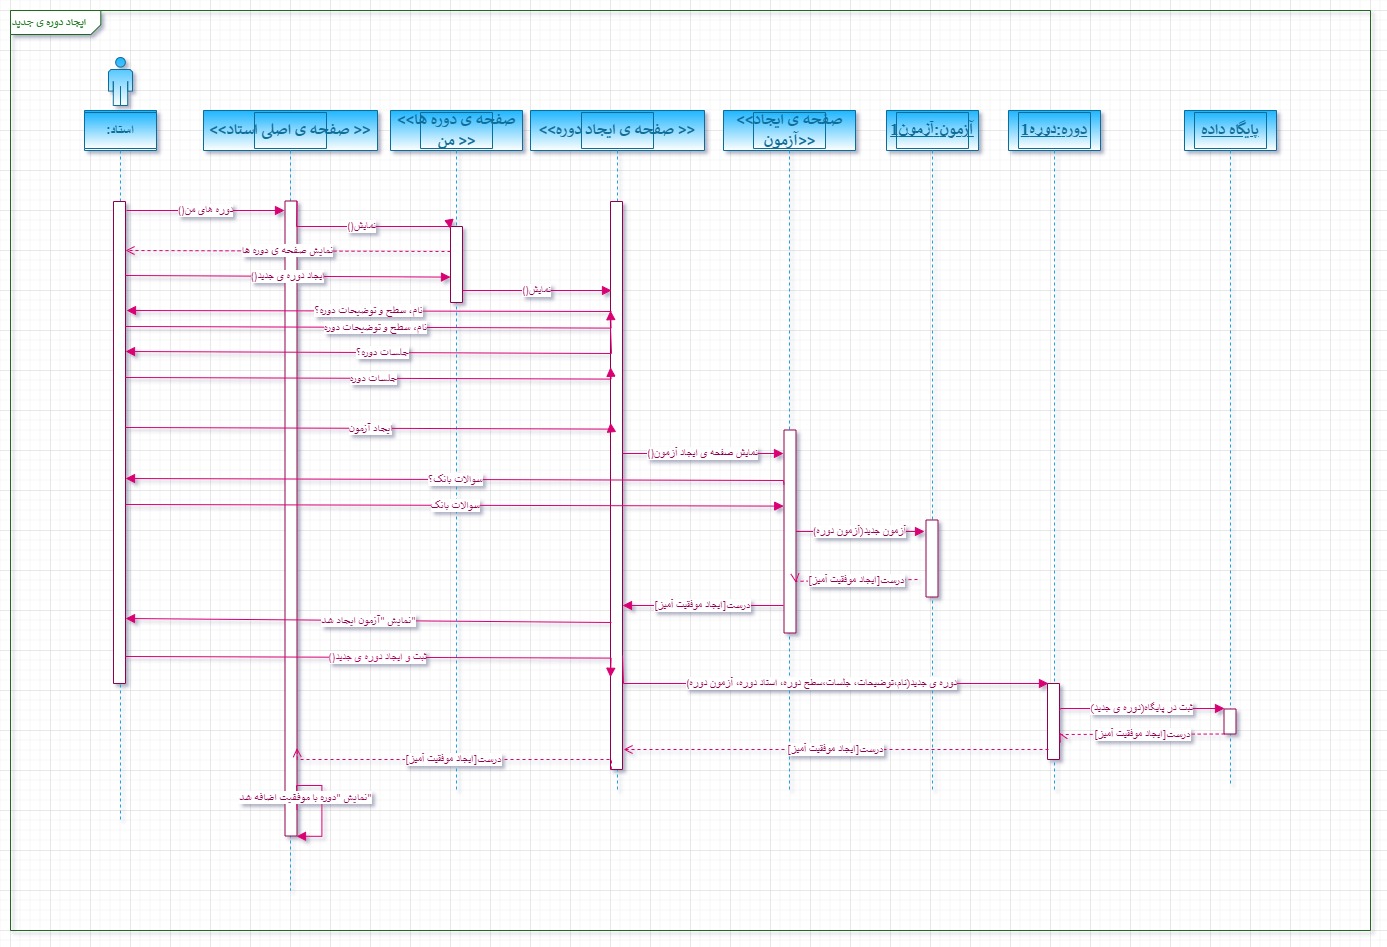 ایجاد دوره ی جدید
استاد:
<< صفحه ی اصلی استاد>>
<<صفحه ی دوره ها
من >>
<< صفحه ی ایجاد دوره>>
<<صفحه ی ایجاد
آزمون>>
آزمون:آزمون1
دوره:دوره1
پایگاه داده
دوره های من()
نمایش()
نمایش صفحه ی دوره ها
ایجاد دوره ی جدید()
نمایش()
نام، سطح و توضیحات دوره؟
نام، سطح و توضیحات دوره
جلسات دوره؟
جلسات دوره
ایجاد آزمون
نمایش صفحه ی ایجاد آزمون()
سوالات بانک؟
سوالات بانک
آزمون جدید(آزمون دوره)
درست[ایجاد موفقیت آمیز]
درست[ایجاد موفقیت آمیز]
نمایش "آزمون ایجاد شد"
ثبت و ایجاد دوره ی جدید()
دوره ی جدید(نام،توضیحات، جلسات،سطح دوره، استاد دوره، آزمون دوره)
ثبت در پایگاه(دوره ی جدید)
درست[ایجاد موفقیت آمیز]
درست[ایجاد موفقیت آمیز]
درست[ایجاد موفقیت آمیز]
نمایش "دوره با موفقیت اضافه شد"